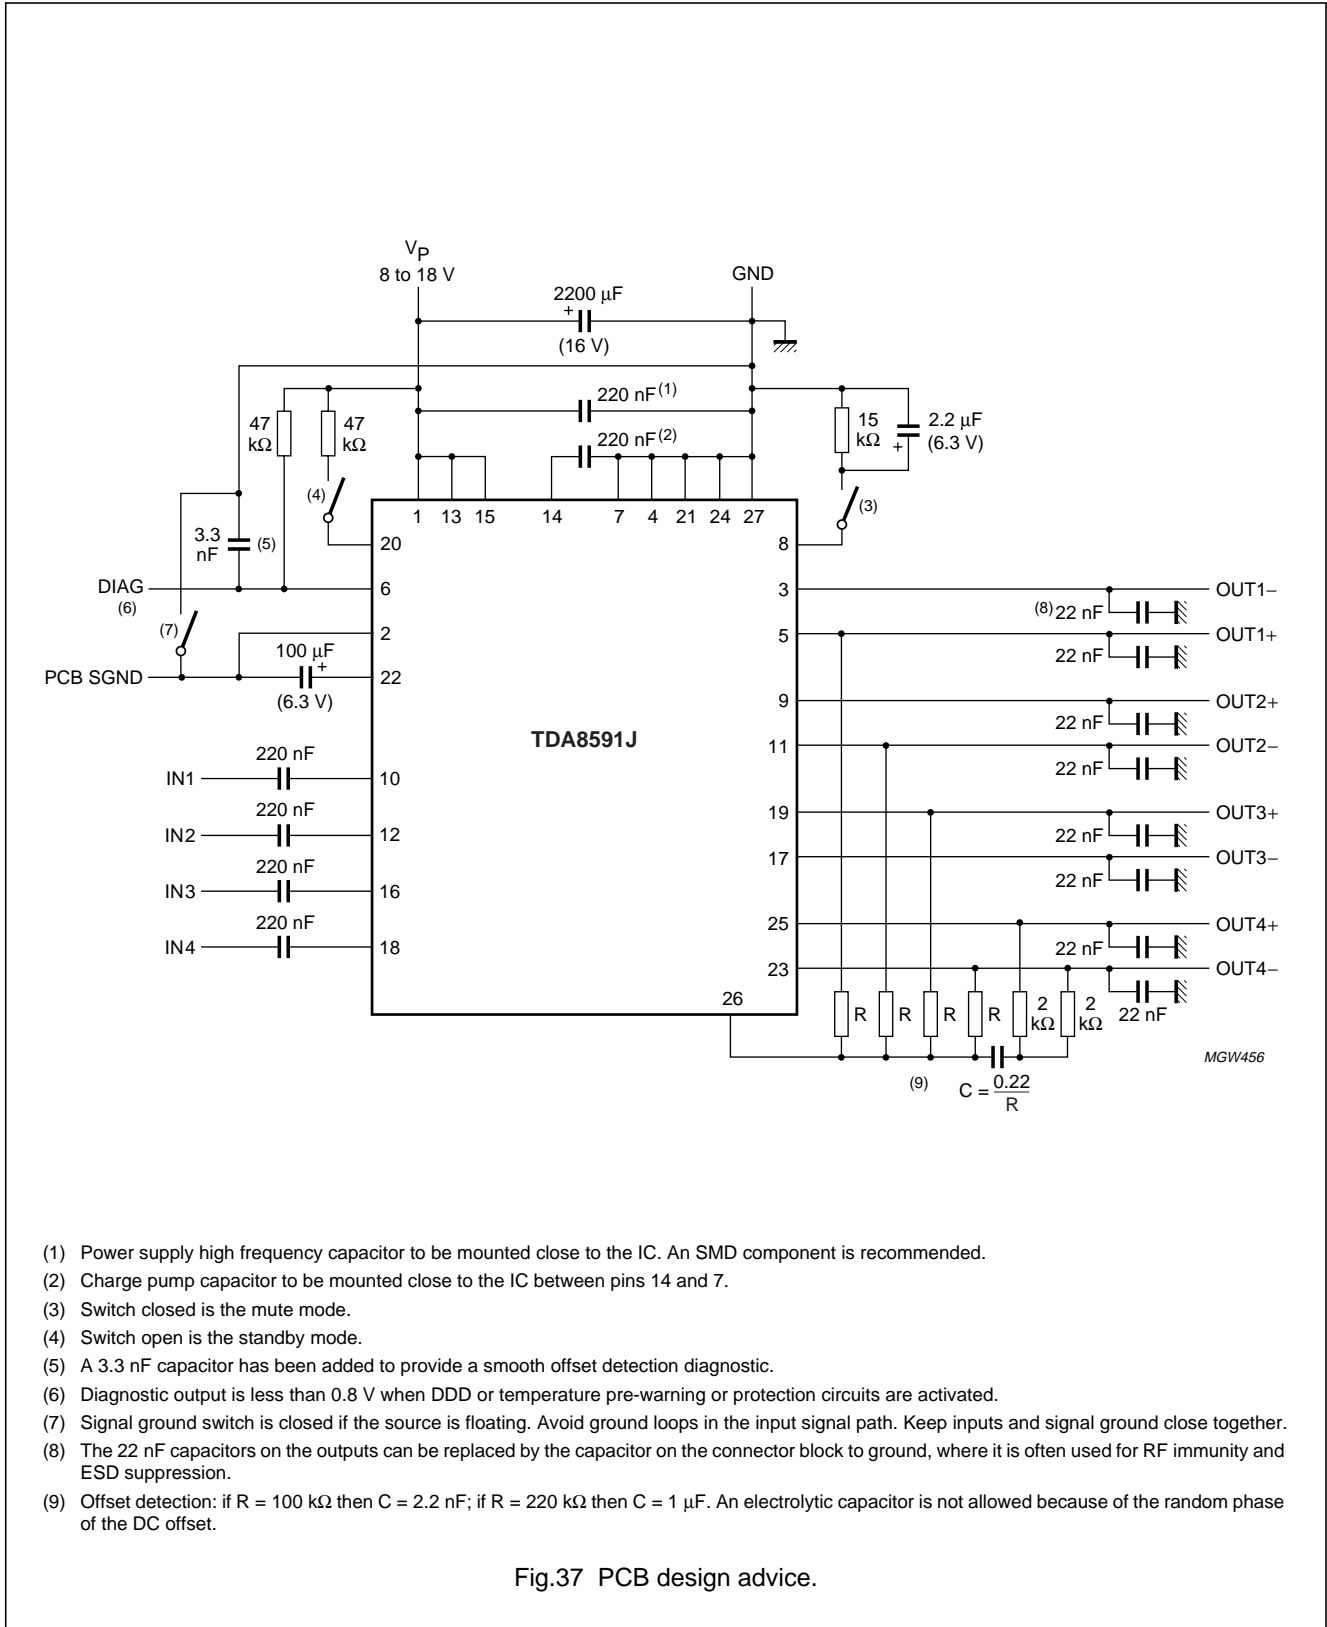 V_P
8 to 18 V
GND
2200 μF
+
(16 V)
220 nF (1)
220 nF (2)
47 kΩ
47 kΩ
15 kΩ
2.2 μF
+
(6.3 V)
(4)
(3)
1 13 15 14 7 4 21 24 27
3.3 nF
(5)
20
8
DIAG
(6)
6
3
(8) 22 nF
OUT1−
(7)
2
5
22 nF
OUT1+
100 μF
+
(6.3 V)
PCB SGND
22
9
22 nF
OUT2+
TDA8591J
11
22 nF
OUT2−
220 nF
IN1
10
220 nF
IN2
12
19
22 nF
OUT3+
17
22 nF
OUT3−
220 nF
IN3
16
220 nF
IN4
18
25
22 nF
OUT4+
23
22 nF
OUT4−
26
R R R R 2 kΩ 2 kΩ
(9)
C = 0.22
R
MGW456
(1) Power supply high frequency capacitor to be mounted close to the IC. An SMD component is recommended.
(2) Charge pump capacitor to be mounted close to the IC between pins 14 and 7.
(3) Switch closed is the mute mode.
(4) Switch open is the standby mode.
(5) A 3.3 nF capacitor has been added to provide a smooth offset detection diagnostic.
(6) Diagnostic output is less than 0.8 V when DDD or temperature pre-warning or protection circuits are activated.
(7) Signal ground switch is closed if the source is floating. Avoid ground loops in the input signal path. Keep inputs and signal ground close together.
(8) The 22 nF capacitors on the outputs can be replaced by the capacitor on the connector block to ground, where it is often used for RF immunity and
ESD suppression.
(9) Offset detection: if R = 100 kΩ then C = 2.2 nF; if R = 220 kΩ then C = 1 μF. An electrolytic capacitor is not allowed because of the random phase
of the DC offset.
Fig.37 PCB design advice.